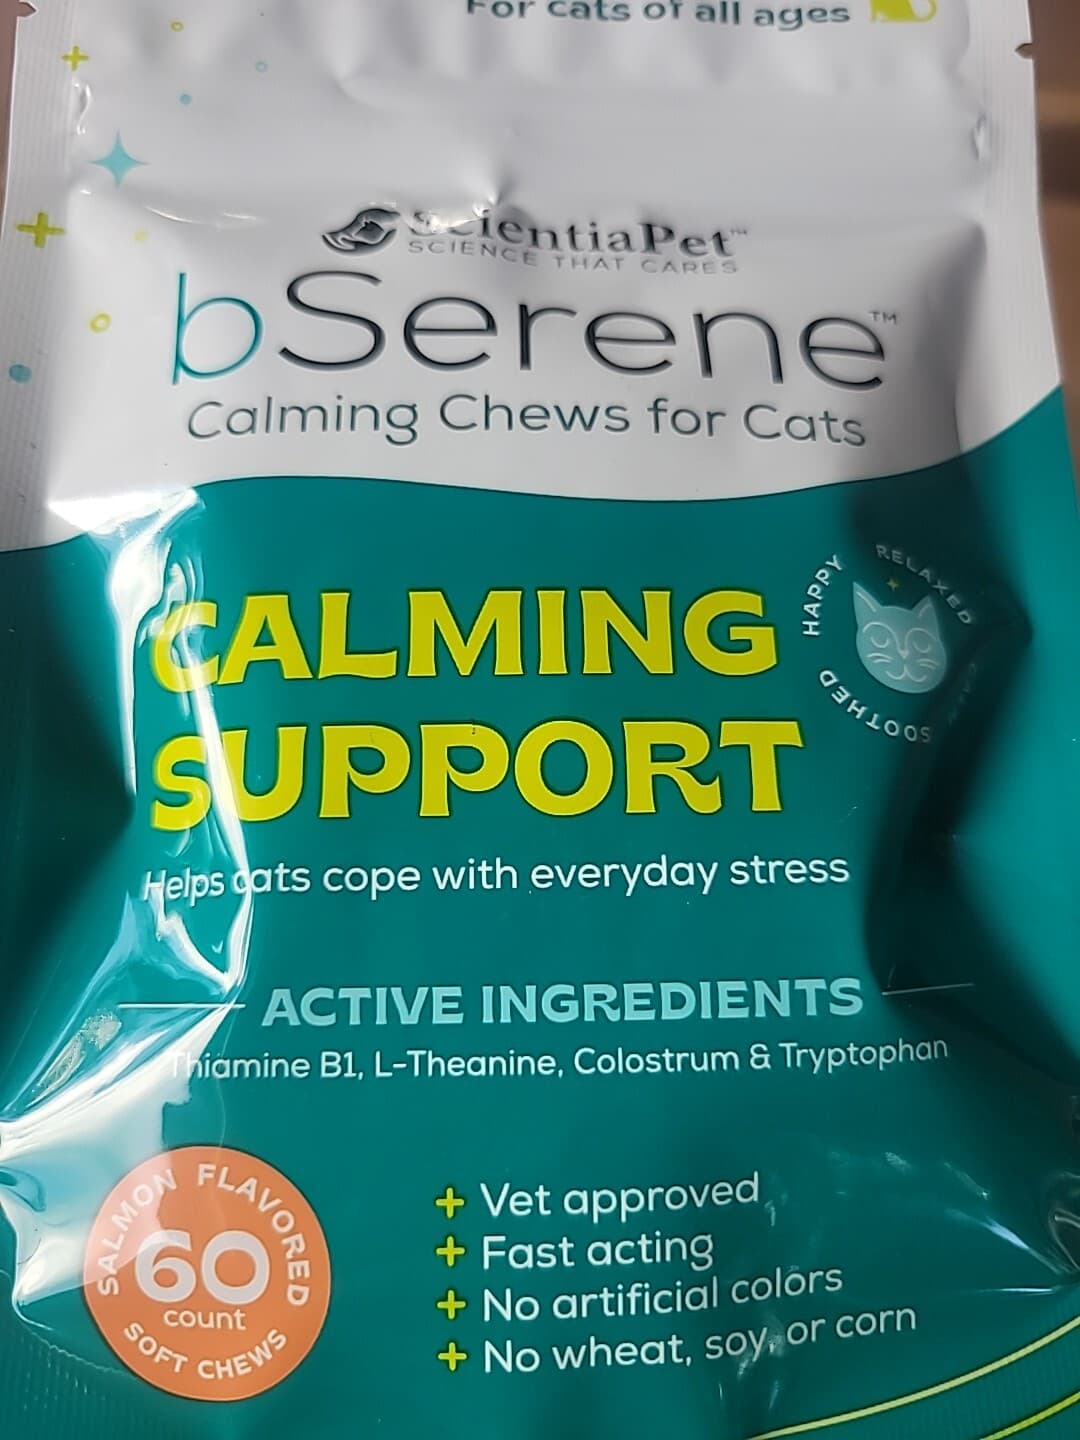 For cats of all ages
ScientiaPet™
SCIENCE THAT CARES
bSerene™
Calming Chews for Cats
HAPPY RELAXED CALM SOOTHED
CALMING
SUPPORT
Helps cats cope with everyday stress
ACTIVE INGREDIENTS
Thiamine B1, L-Theanine, Colostrum & Tryptophan
SALMON FLAVORED
60
count
SOFT CHEWS
+ Vet approved
+ Fast acting
+ No artificial colors
+ No wheat, soy, or corn